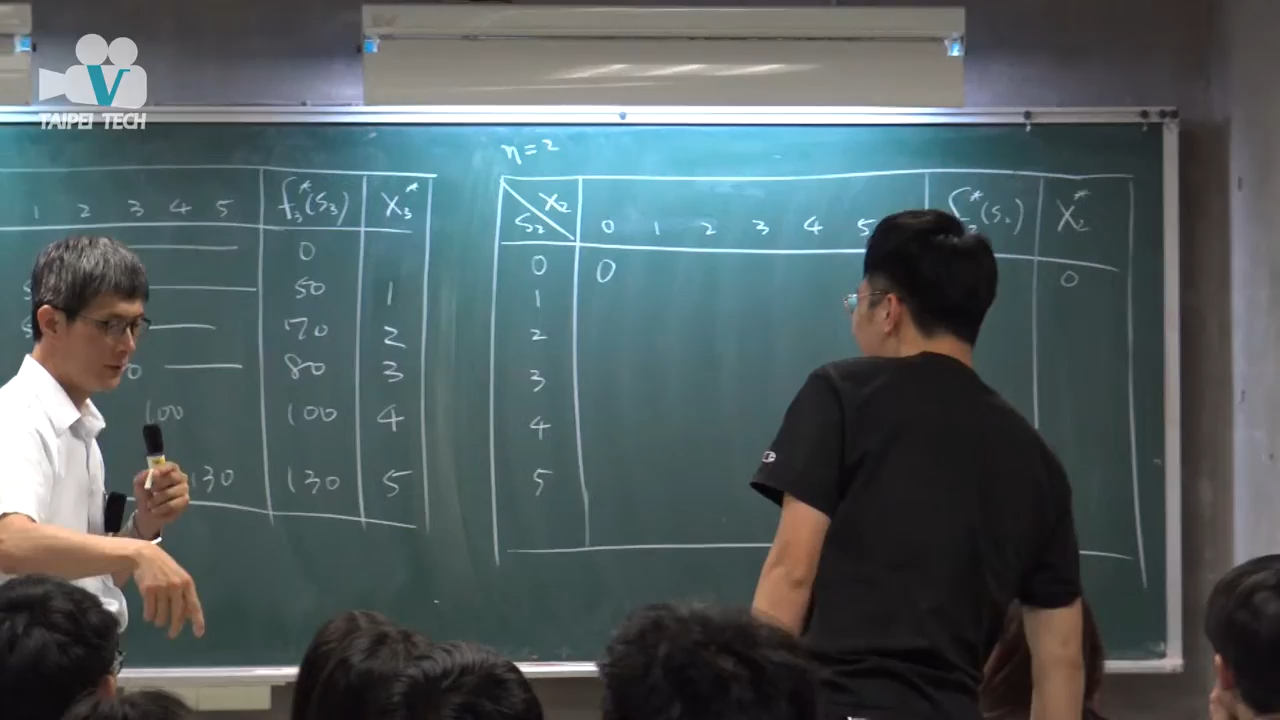 V
TAIPEI TECH
1 2 3 4 5 f₃*(S₃) X₃*
0
50 1
70 2
80 3
100 100 4
130 130 5
n=2
X₂
S₂ 0 1 2 3 4 5 (S₂) X₂*
0 0 0
1
2
3
4
5